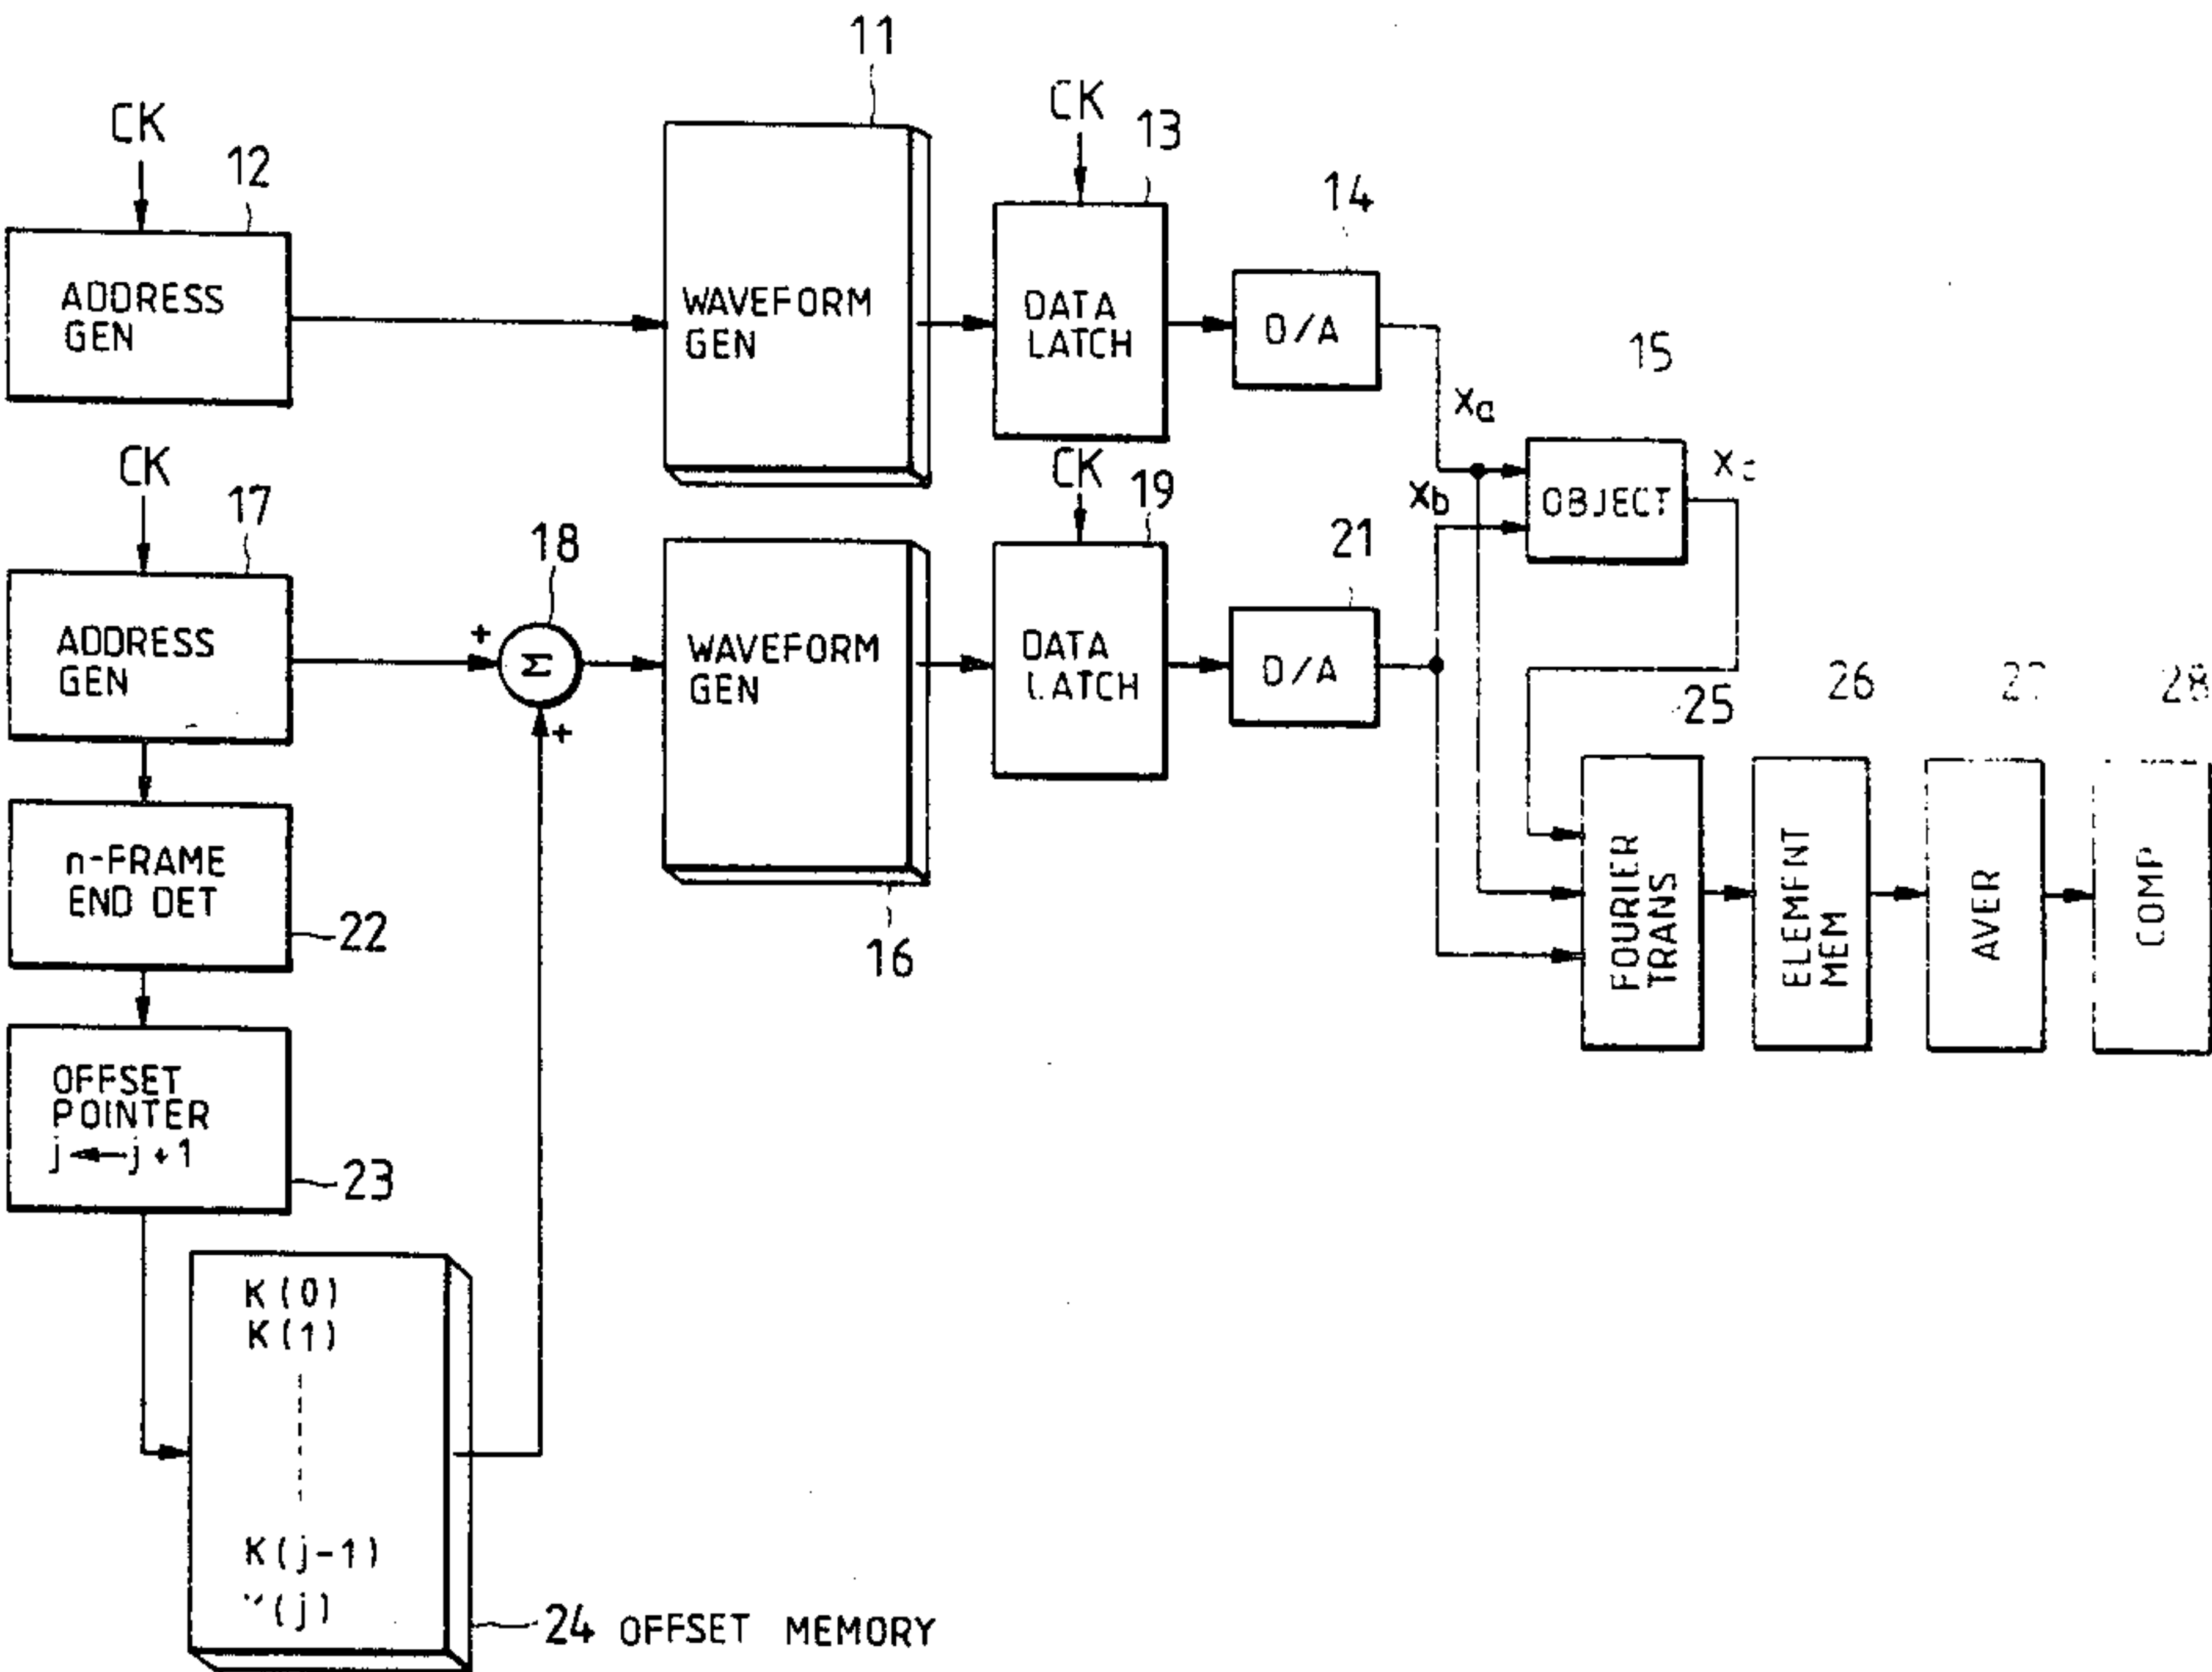 11
CK
12
ADDRESS
GEN
WAVEFORM
GEN
CK
13
DATA
LATCH
14
D/A
Xa
15
OBJECT
Xb
CK
17
ADDRESS
GEN
18
+
Σ
+
WAVEFORM
GEN
16
CK
19
DATA
LATCH
21
D/A
25
FOURIER
TRANS
26
ELEMENT
MEM
AVER
28
COMP
n-FRAME
END DET
22
OFFSET
POINTER
j←j+1
23
K(0)
K(1)
K(j-1)
(j)
24 OFFSET MEMORY